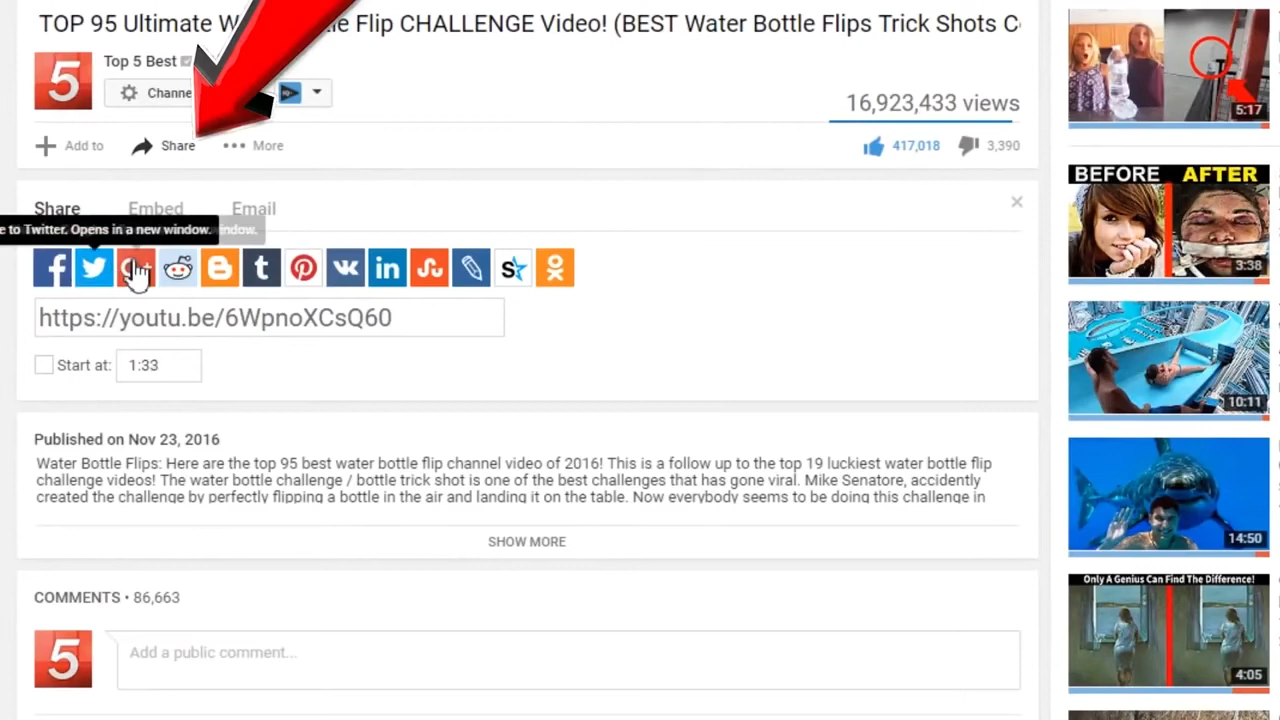 TOP 95 Ultimate W le Flip CHALLENGE Video! (BEST Water Bottle Flips Trick Shots C
5
Top 5 Best
Channe
16,923,433 views
Add to
Share
More
417,018
3,390
Share
Embed
Email
e to Twitter. Opens in a new window.
ndow.
https://youtu.be/6WpnoXCsQ60
Start at:
1:33
Published on Nov 23, 2016
Water Bottle Flips: Here are the top 95 best water bottle flip channel video of 2016! This is a follow up to the top 19 luckiest water bottle flip
challenge videos! The water bottle challenge / bottle trick shot is one of the best challenges that has gone viral. Mike Senatore, accidently
created the challenge by perfectly flipping a bottle in the air and landing it on the table. Now everybody seems to be doing this challenge in
SHOW MORE
COMMENTS • 86,663
5
Add a public comment...
5:17
BEFORE AFTER
3:38
10:11
14:50
Only A Genius Can Find The Difference!
4:05